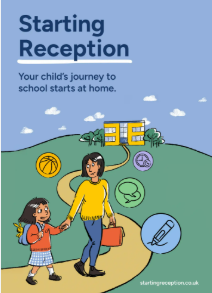 Starting
Reception
Your child's journey to
school starts at home.
startingreception.co.uk